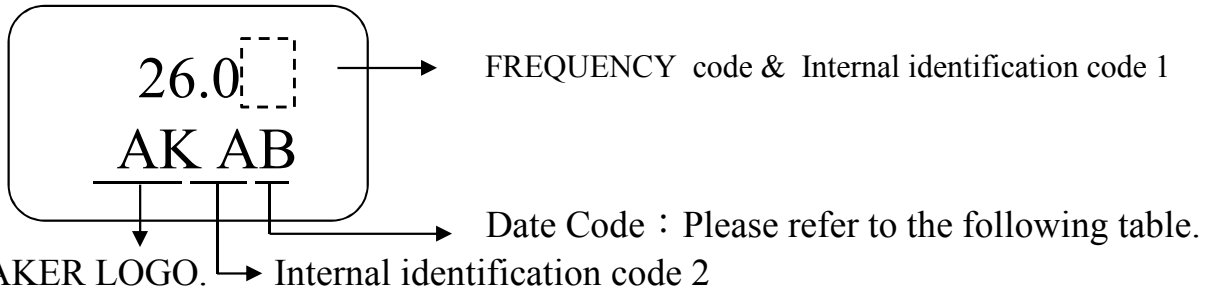 26.0
FREQUENCY code & Internal identification code 1
AK AB
Date Code：Please refer to the following table.
AKER LOGO.
Internal identification code 2